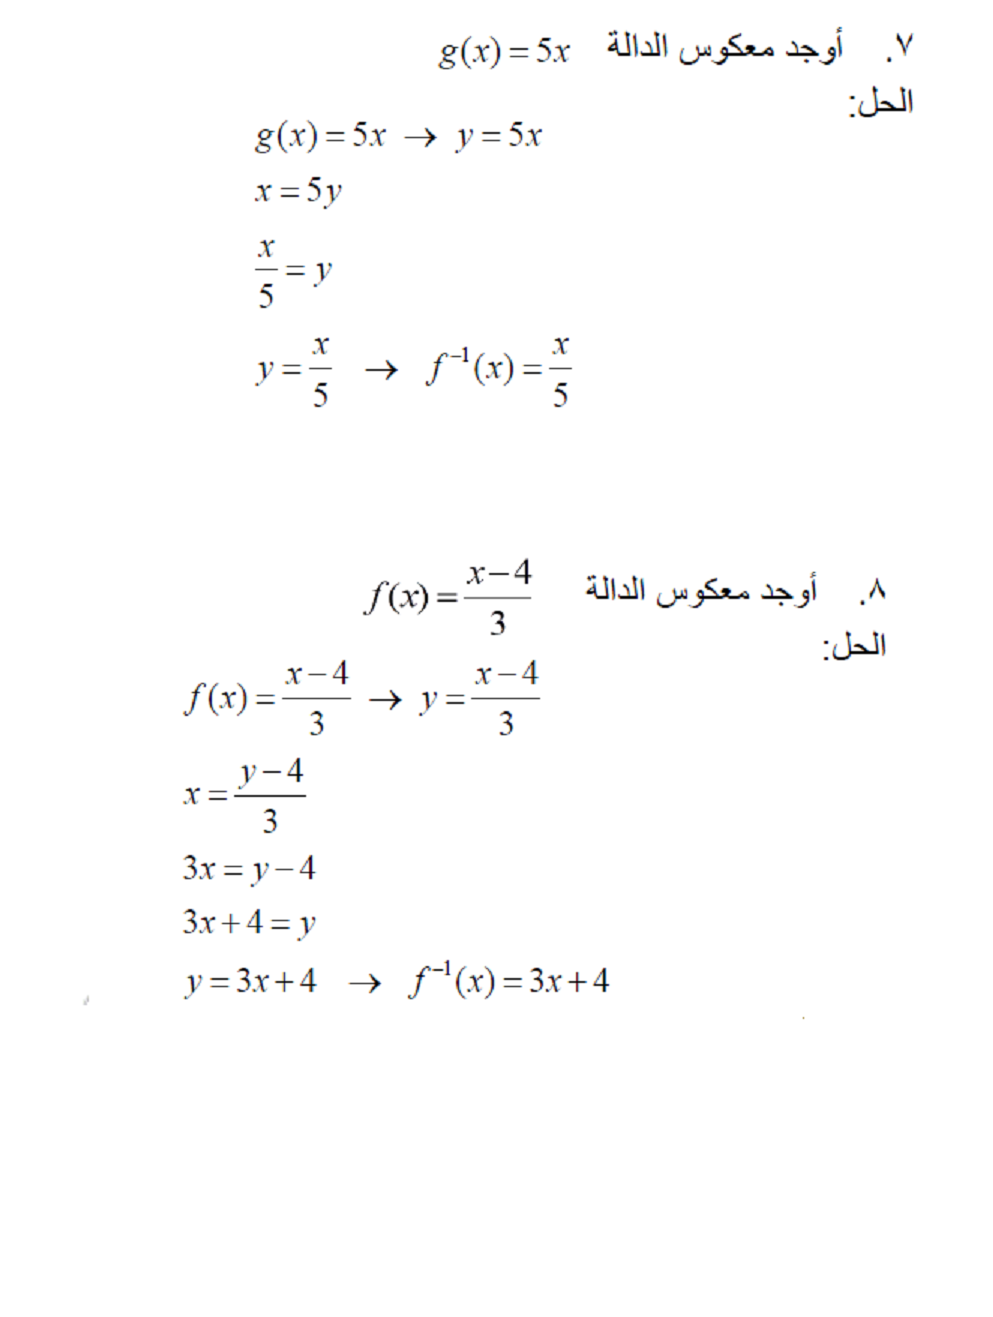 ٧. أوجد معكوس الدالة g(x) = 5x
الحل:
g(x) = 5x → y = 5x
x = 5y
x/5 = y
y = x/5 → f⁻¹(x) = x/5
٨. أوجد معكوس الدالة f(x) = (x − 4)/3
الحل:
f(x) = (x − 4)/3 → y = (x − 4)/3
x = (y − 4)/3
3x = y − 4
3x + 4 = y
y = 3x + 4 → f⁻¹(x) = 3x + 4